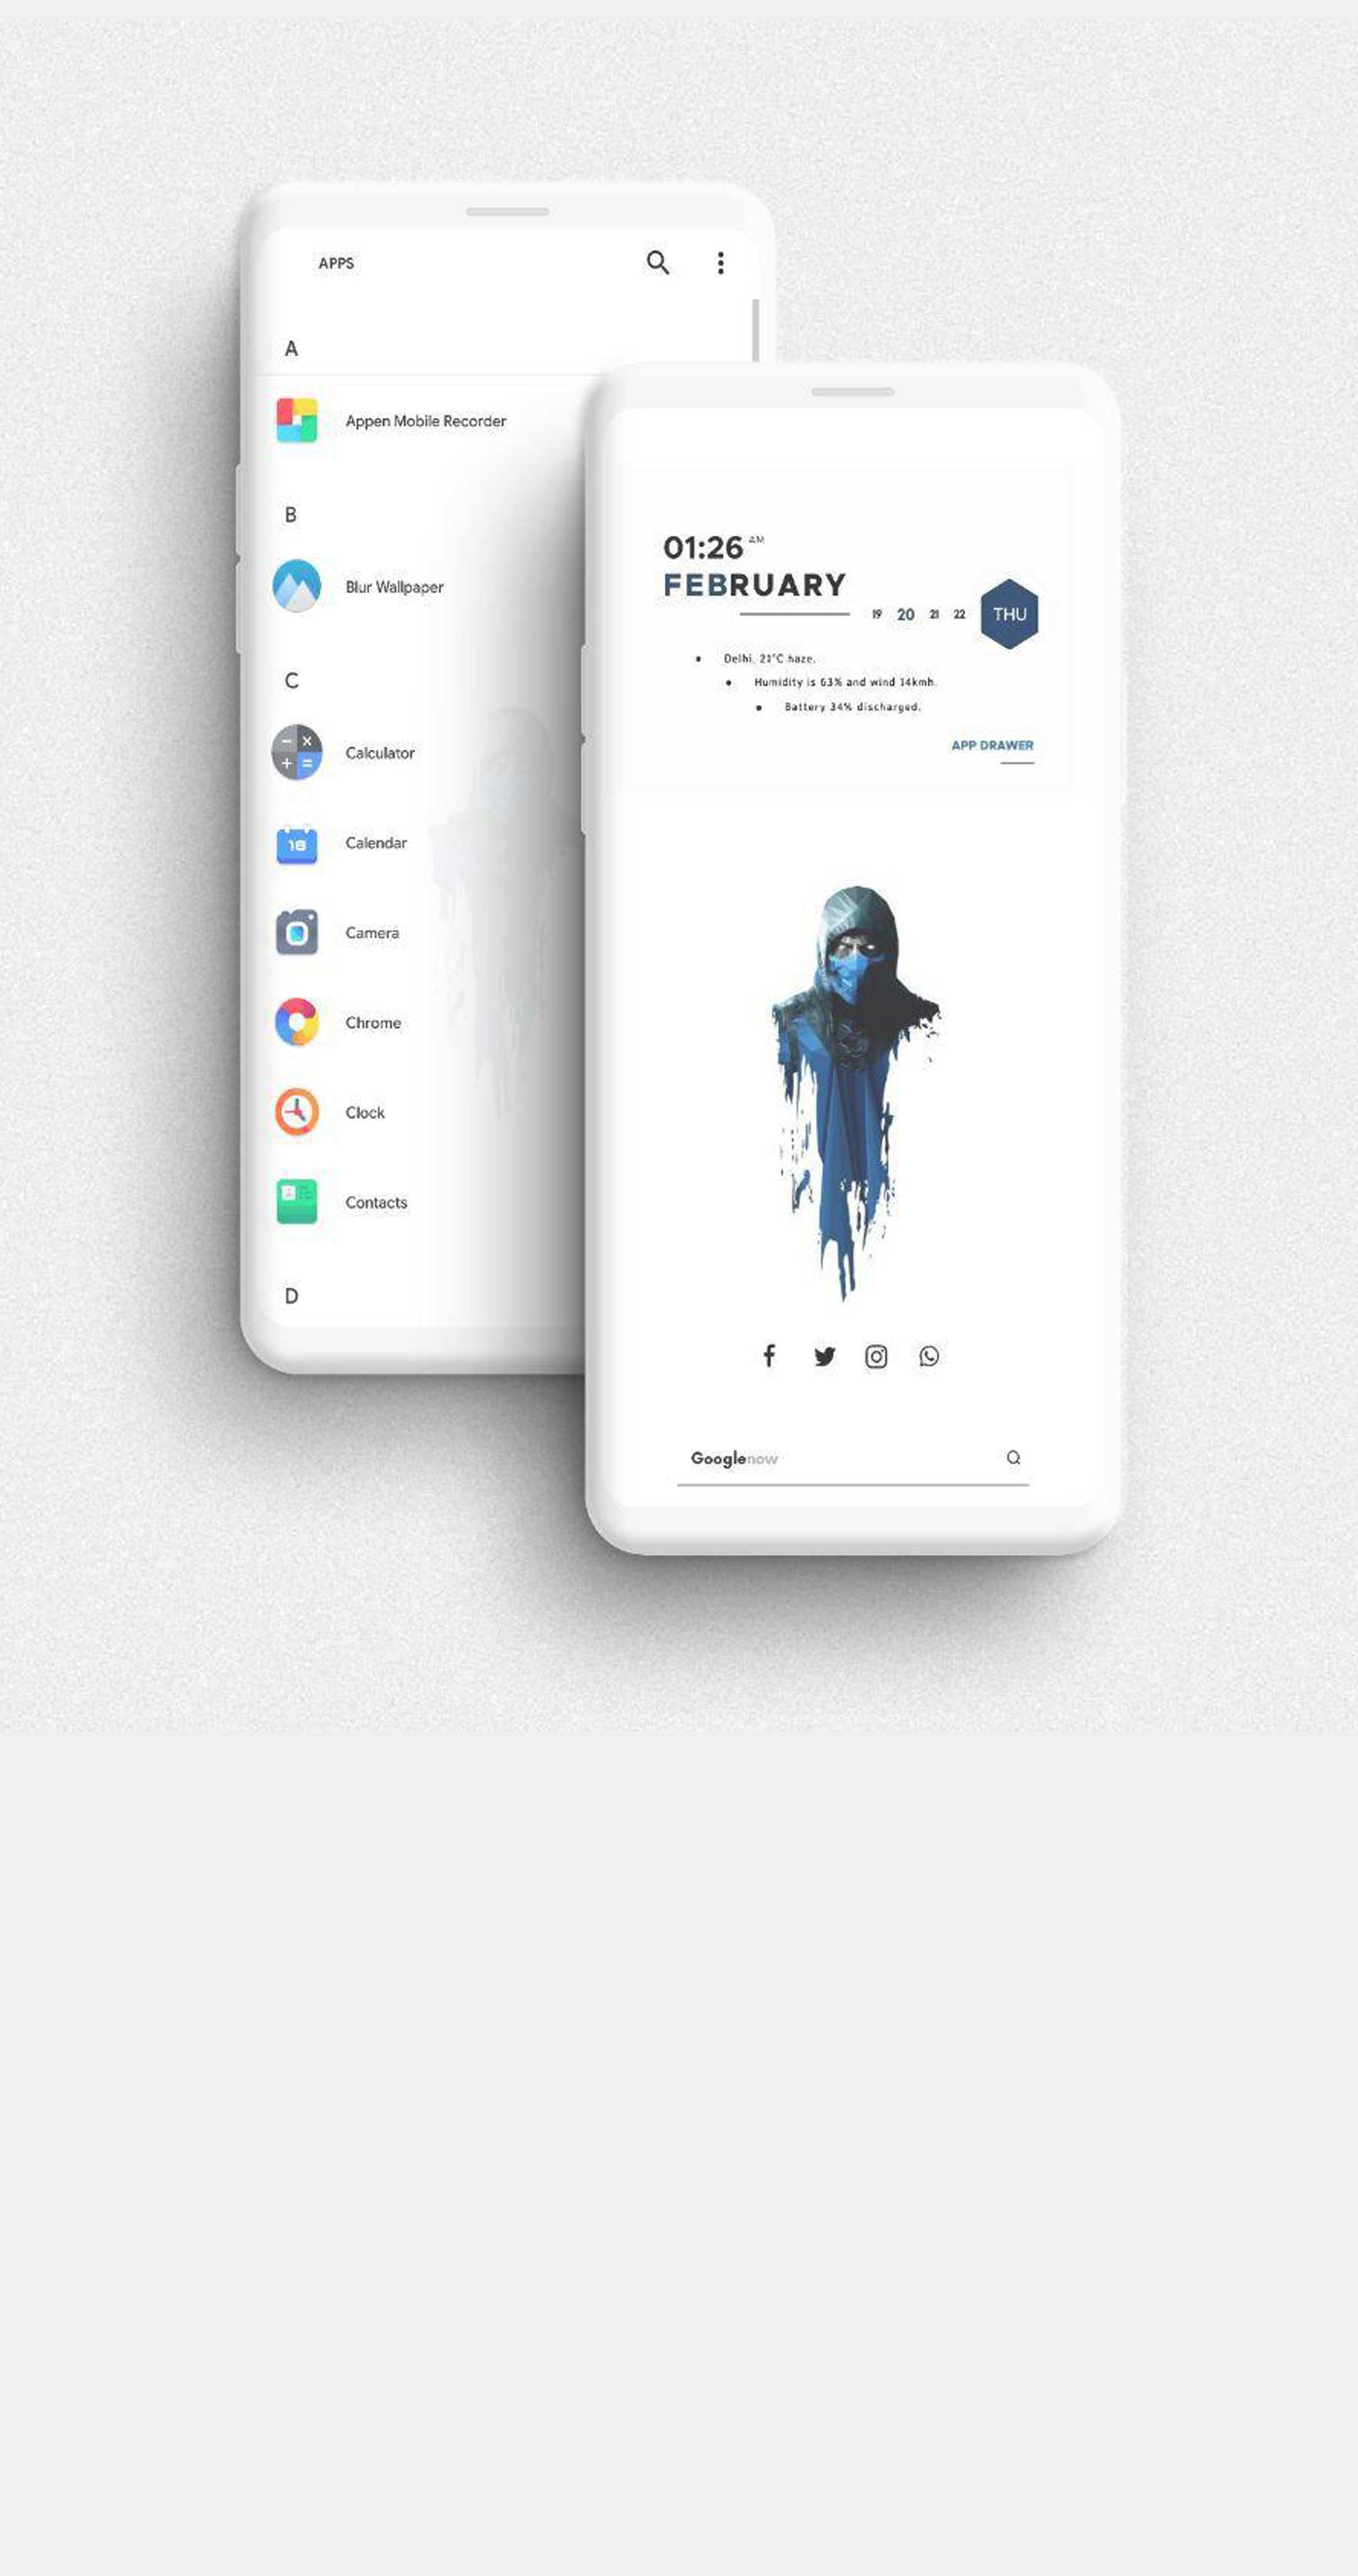 APPS
A
Appen Mobile Recorder
B
Blur Wallpaper
C
− × + =
Calculator
18
Calendar
Camera
Chrome
Clock
Contacts
D
01:26 AM
FEBRUARY
19 20 21 22 THU
Delhi, 21°C haze.
Humidity is 63% and wind 14kmh.
Battery 34% discharged.
APP DRAWER
Googlenow